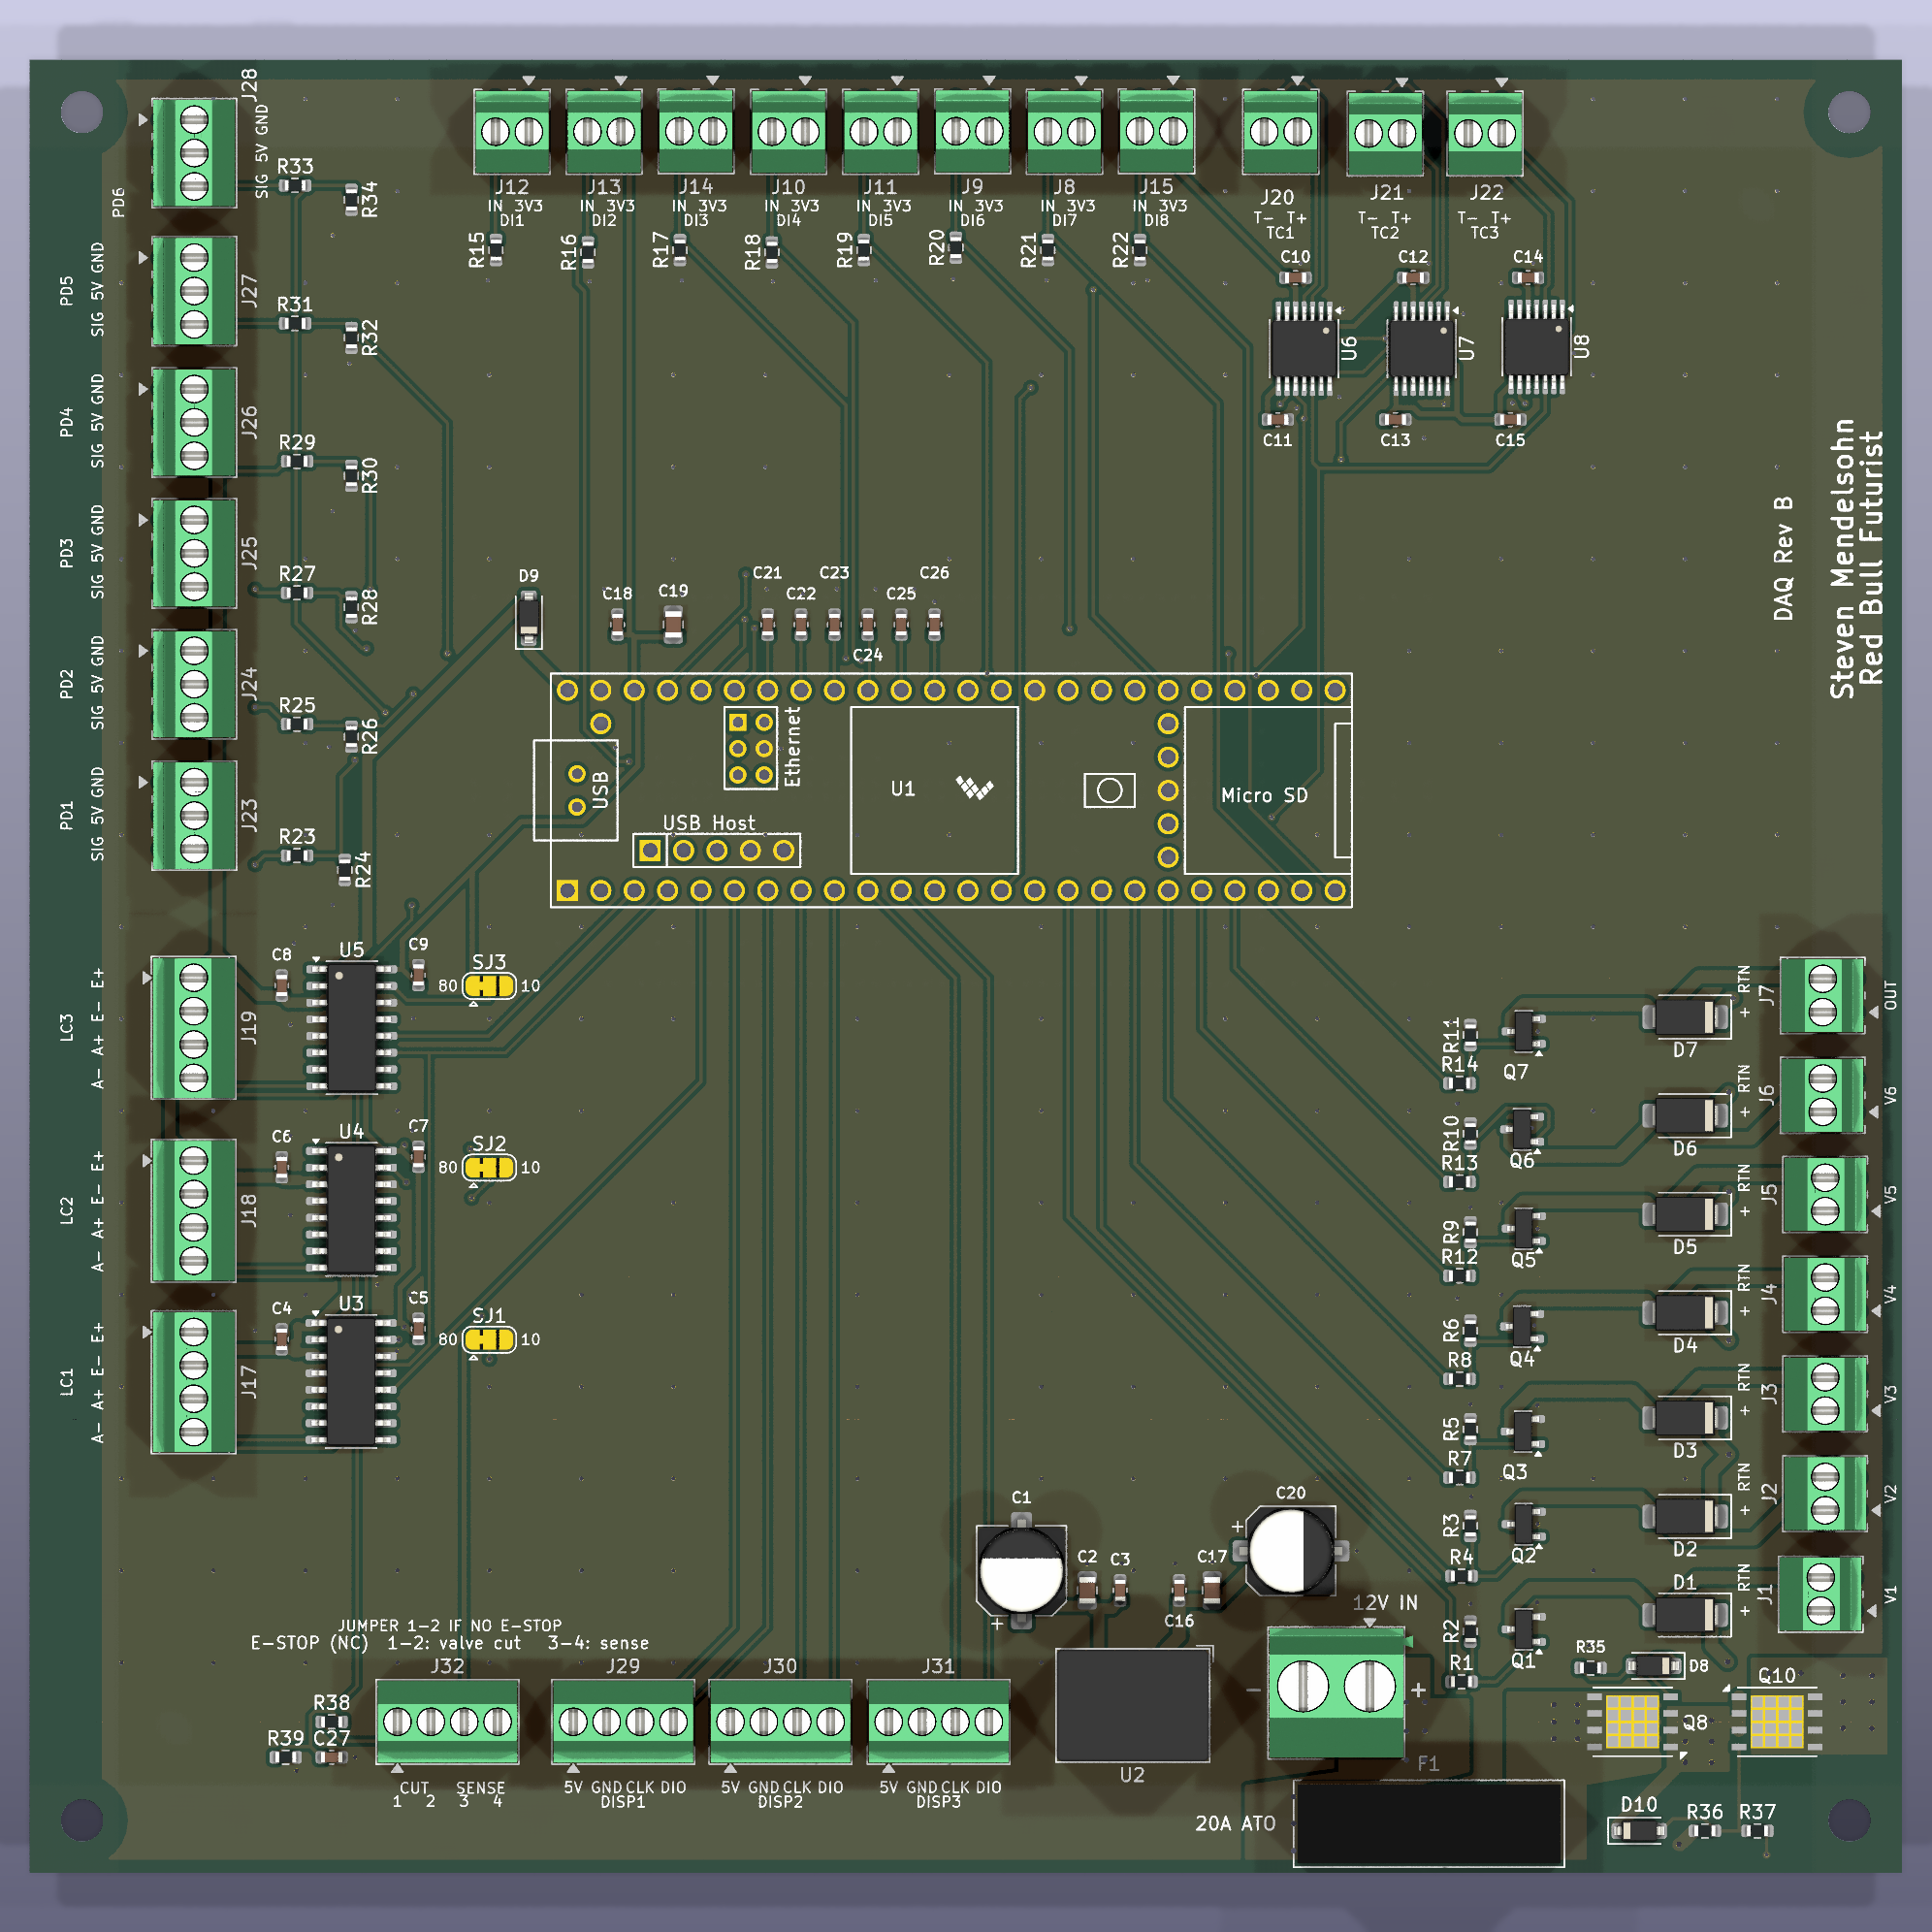 J28
SIG 5V GND
PD6
R33
R34
J12
IN 3V3
DI1
R15
J13
IN 3V3
DI2
R16
J14
IN 3V3
DI3
R17
J10
IN 3V3
DI4
R18
J11
IN 3V3
DI5
R19
J9
IN 3V3
DI6
R20
J8
IN 3V3
DI7
R21
J15
IN 3V3
DI8
R22
J20
T- T+
TC1
J21
T- T+
TC2
J22
T- T+
TC3
C10
C12
C14
U6
U7
U8
C11
C13
C15
PD5
SIG 5V GND
J27
R31
R32
PD4
SIG 5V GND
J26
R29
R30
PD3
SIG 5V GND
J25
R27
R28
PD2
SIG 5V GND
J24
R25
R26
PD1
SIG 5V GND
J23
R23
R24
DAQ Rev B
Steven Mendelsohn
Red Bull Futurist
D9
C18
C19
C21
C22
C23
C24
C25
C26
Ethernet
USB
USB Host
U1
Micro SD
LC3
A- A+ E- E+
J19
C8
U5
C9
SJ3
80 10
LC2
A- A+ E- E+
J18
C6
U4
C7
SJ2
80 10
LC1
A- A+ E- E+
J17
C4
U3
C5
SJ1
80 10
R11
R14
Q7
D7
+ RTN
J7
OUT
R10
R13
Q6
D6
+ RTN
J6
V6
R9
R12
Q5
D5
+ RTN
J5
V5
R6
R8
Q4
D4
+ RTN
J4
V4
R5
R7
Q3
D3
+ RTN
J3
V3
R3
R4
Q2
D2
+ RTN
J2
V2
R2
R1
Q1
D1
+ RTN
J1
V1
C1
+
C2
C3
C16
C17
C20
+
12V IN
- +
U2
F1
20A ATO
R35
D8
Q8
Q10
D10
R36
R37
JUMPER 1-2 IF NO E-STOP
E-STOP (NC) 1-2: valve cut 3-4: sense
J32
J29
J30
J31
R38
R39
C27
CUT SENSE
1 2 3 4
5V GND CLK DIO
DISP1
5V GND CLK DIO
DISP2
5V GND CLK DIO
DISP3